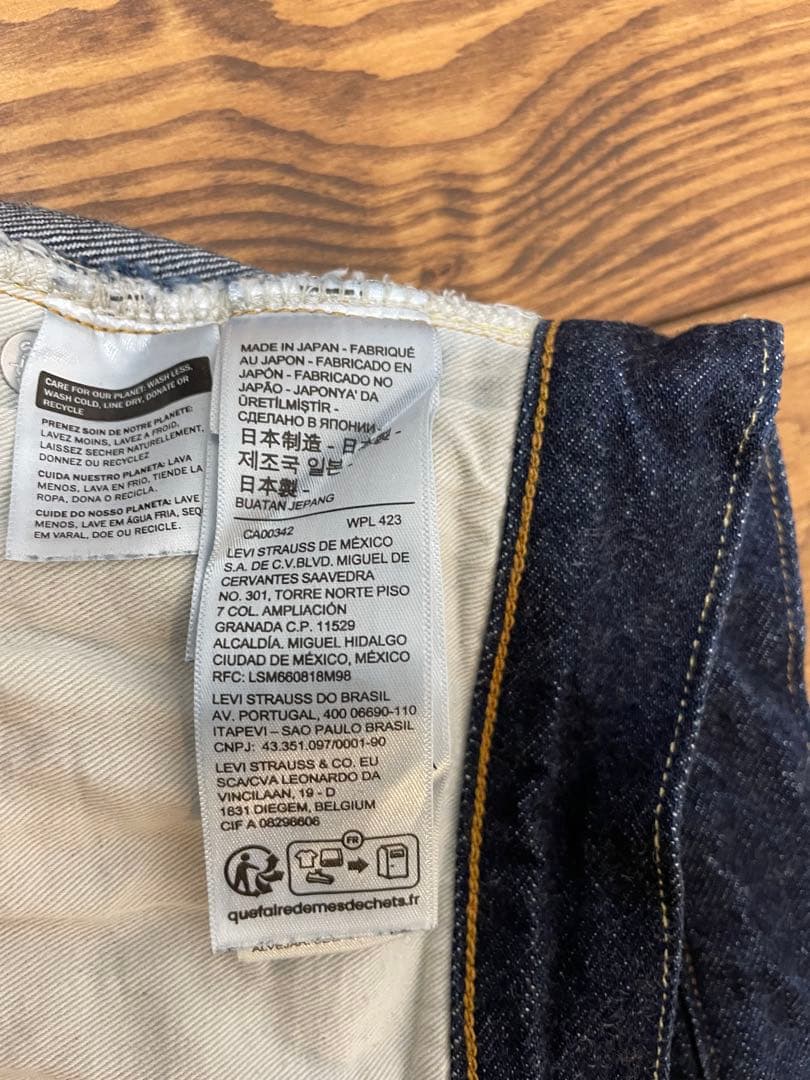 CARE FOR OUR PLANET: WASH LESS,
WASH COLD, LINE DRY, DONATE OR
RECYCLE
PRENEZ SOIN DE NOTRE PLANÈTE:
LAVEZ MOINS, LAVEZ A FROID,
LAISSEZ SECHER NATURELLEMENT,
DONNEZ OU RECYCLEZ
CUIDA NUESTRO PLANETA: LAVA
MENOS, LAVA EN FRIO, TIENDE LA
ROPA, DONA O RECICLA.
CUIDE DO NOSSO PLANETA: LAVE
MENOS, LAVE EM ÁGUA FRIA, SEQ
EM VARAL, DOE OU RECICLE.
MADE IN JAPAN - FABRIQUÉ
AU JAPON - FABRICADO EN
JAPÓN - FABRICADO NO
JAPÃO - JAPONYA' DA
ÜRETİLMİŞTİR -
СДЕЛАНО В ЯПОНИИ -
日本制造 - 日本製 -
제조국 일본 -
日本製 -
BUATAN JEPANG
CA00342 WPL 423
LEVI STRAUSS DE MÉXICO
S.A. DE C.V.BLVD. MIGUEL DE
CERVANTES SAAVEDRA
NO. 301, TORRE NORTE PISO
7 COL. AMPLIACIÓN
GRANADA C.P. 11529
ALCALDÍA. MIGUEL HIDALGO
CIUDAD DE MÉXICO, MÉXICO
RFC: LSM660818M98
LEVI STRAUSS DO BRASIL
AV. PORTUGAL, 400 06690-110
ITAPEVI – SAO PAULO BRASIL
CNPJ: 43.351.097/0001-90
LEVI STRAUSS & CO. EU
SCA/CVA LEONARDO DA
VINCILAAN, 19 - D
1831 DIEGEM, BELGIUM
CIF A 08298606
FR
quefairedemesdechets.fr